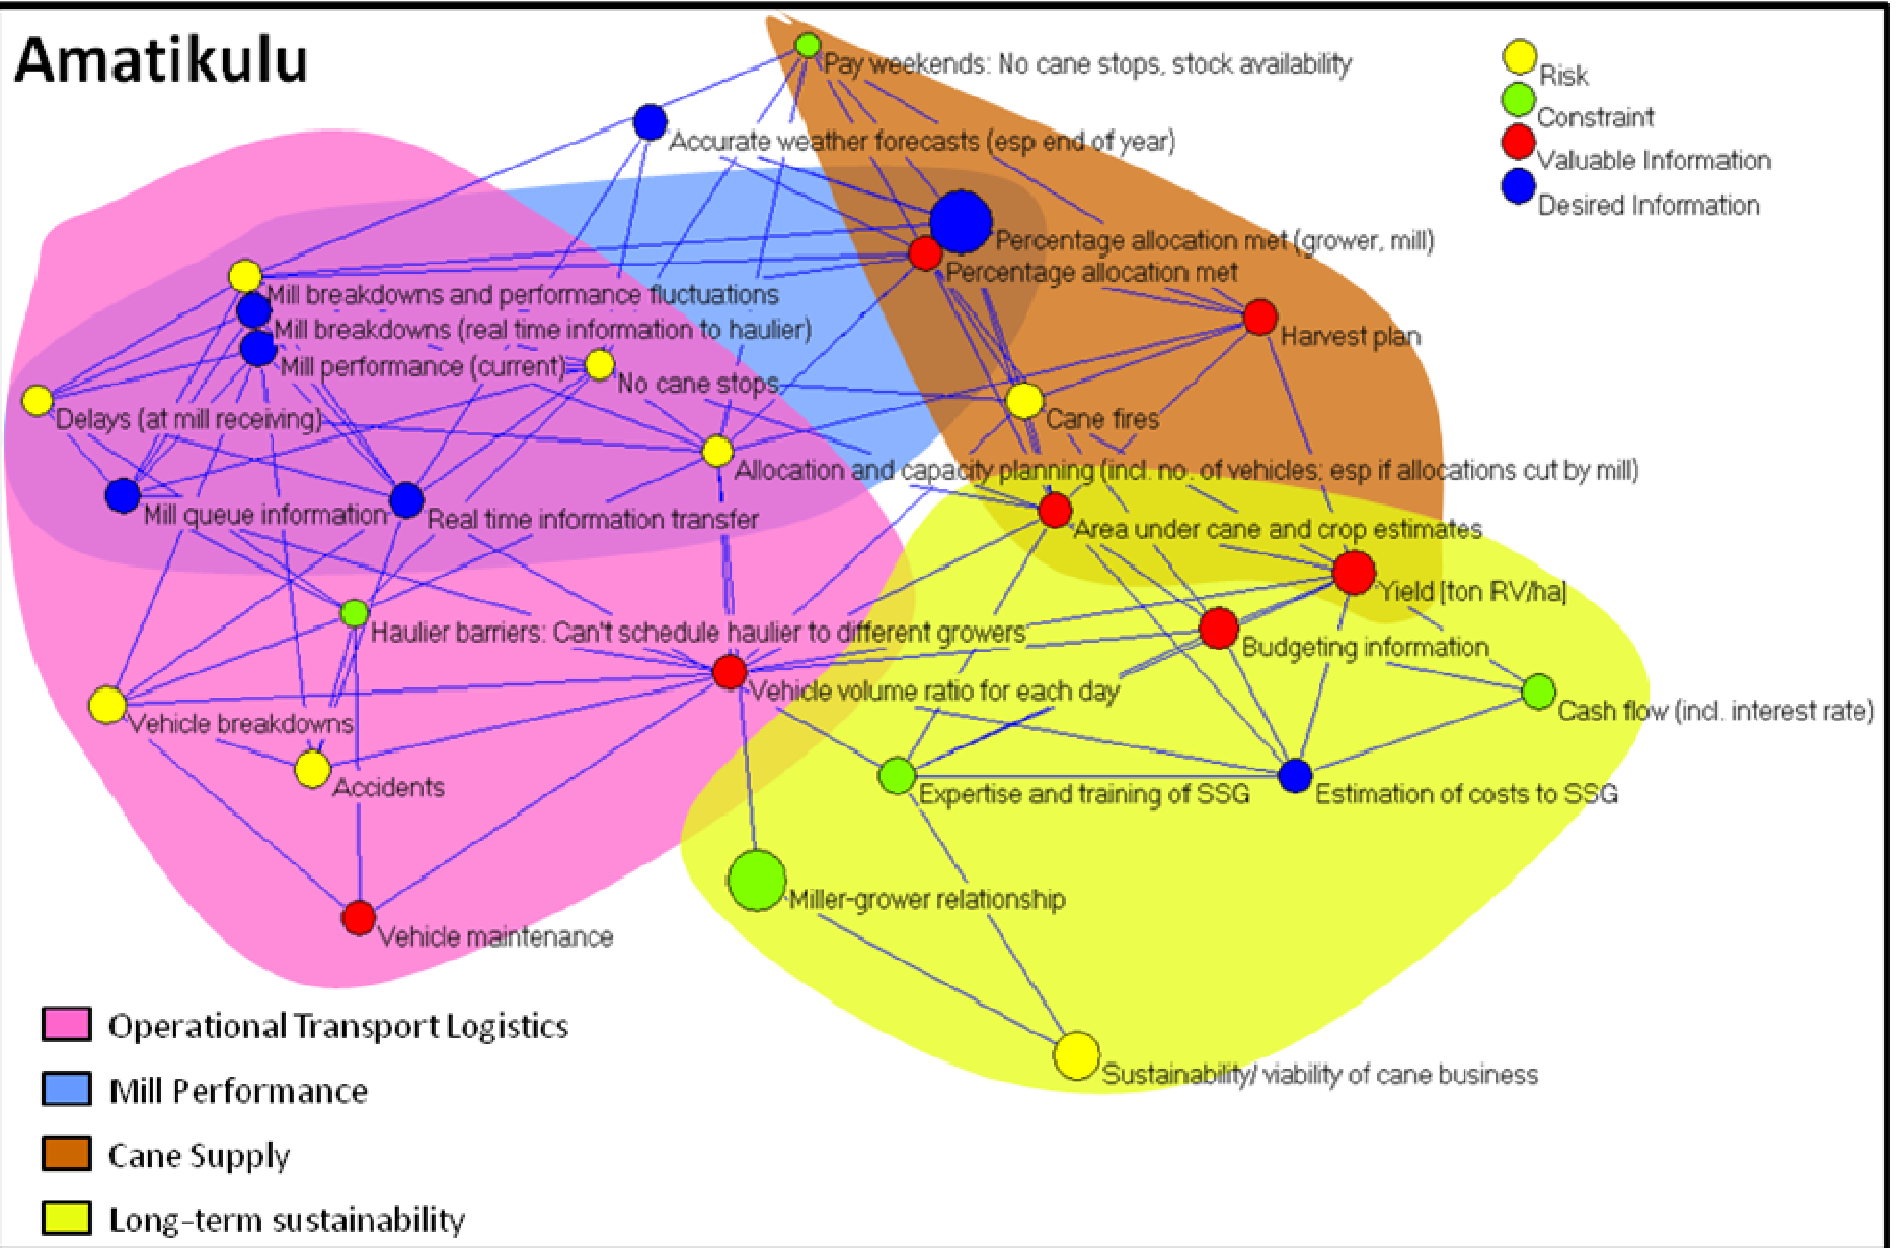 Amatikulu
Pay weekends: No cane stops, stock availability
Risk
Constraint
Accurate weather forecasts (esp end of year)
Valuable Information
Desired Information
Percentage allocation met (grower, mill)
Percentage allocation met
Mill breakdowns and performance fluctuations
Mill breakdowns (real time information to haulier)
Harvest plan
Mill performance (current)
No cane stops
Delays (at mill receiving)
Cane fires
Allocation and capacity planning (incl. no. of vehicles; esp if allocations cut by mill)
Mill queue information
Real time information transfer
Area under cane and crop estimates
Yield [ton RV/ha]
Haulier barriers: Can't schedule haulier to different growers
Budgeting information
Vehicle volume ratio for each day
Cash flow (incl. interest rate)
Vehicle breakdowns
Accidents
Expertise and training of SSG
Estimation of costs to SSG
Miller-grower relationship
Vehicle maintenance
Operational Transport Logistics
Sustainability/ viability of cane business
Mill Performance
Cane Supply
Long-term sustainability